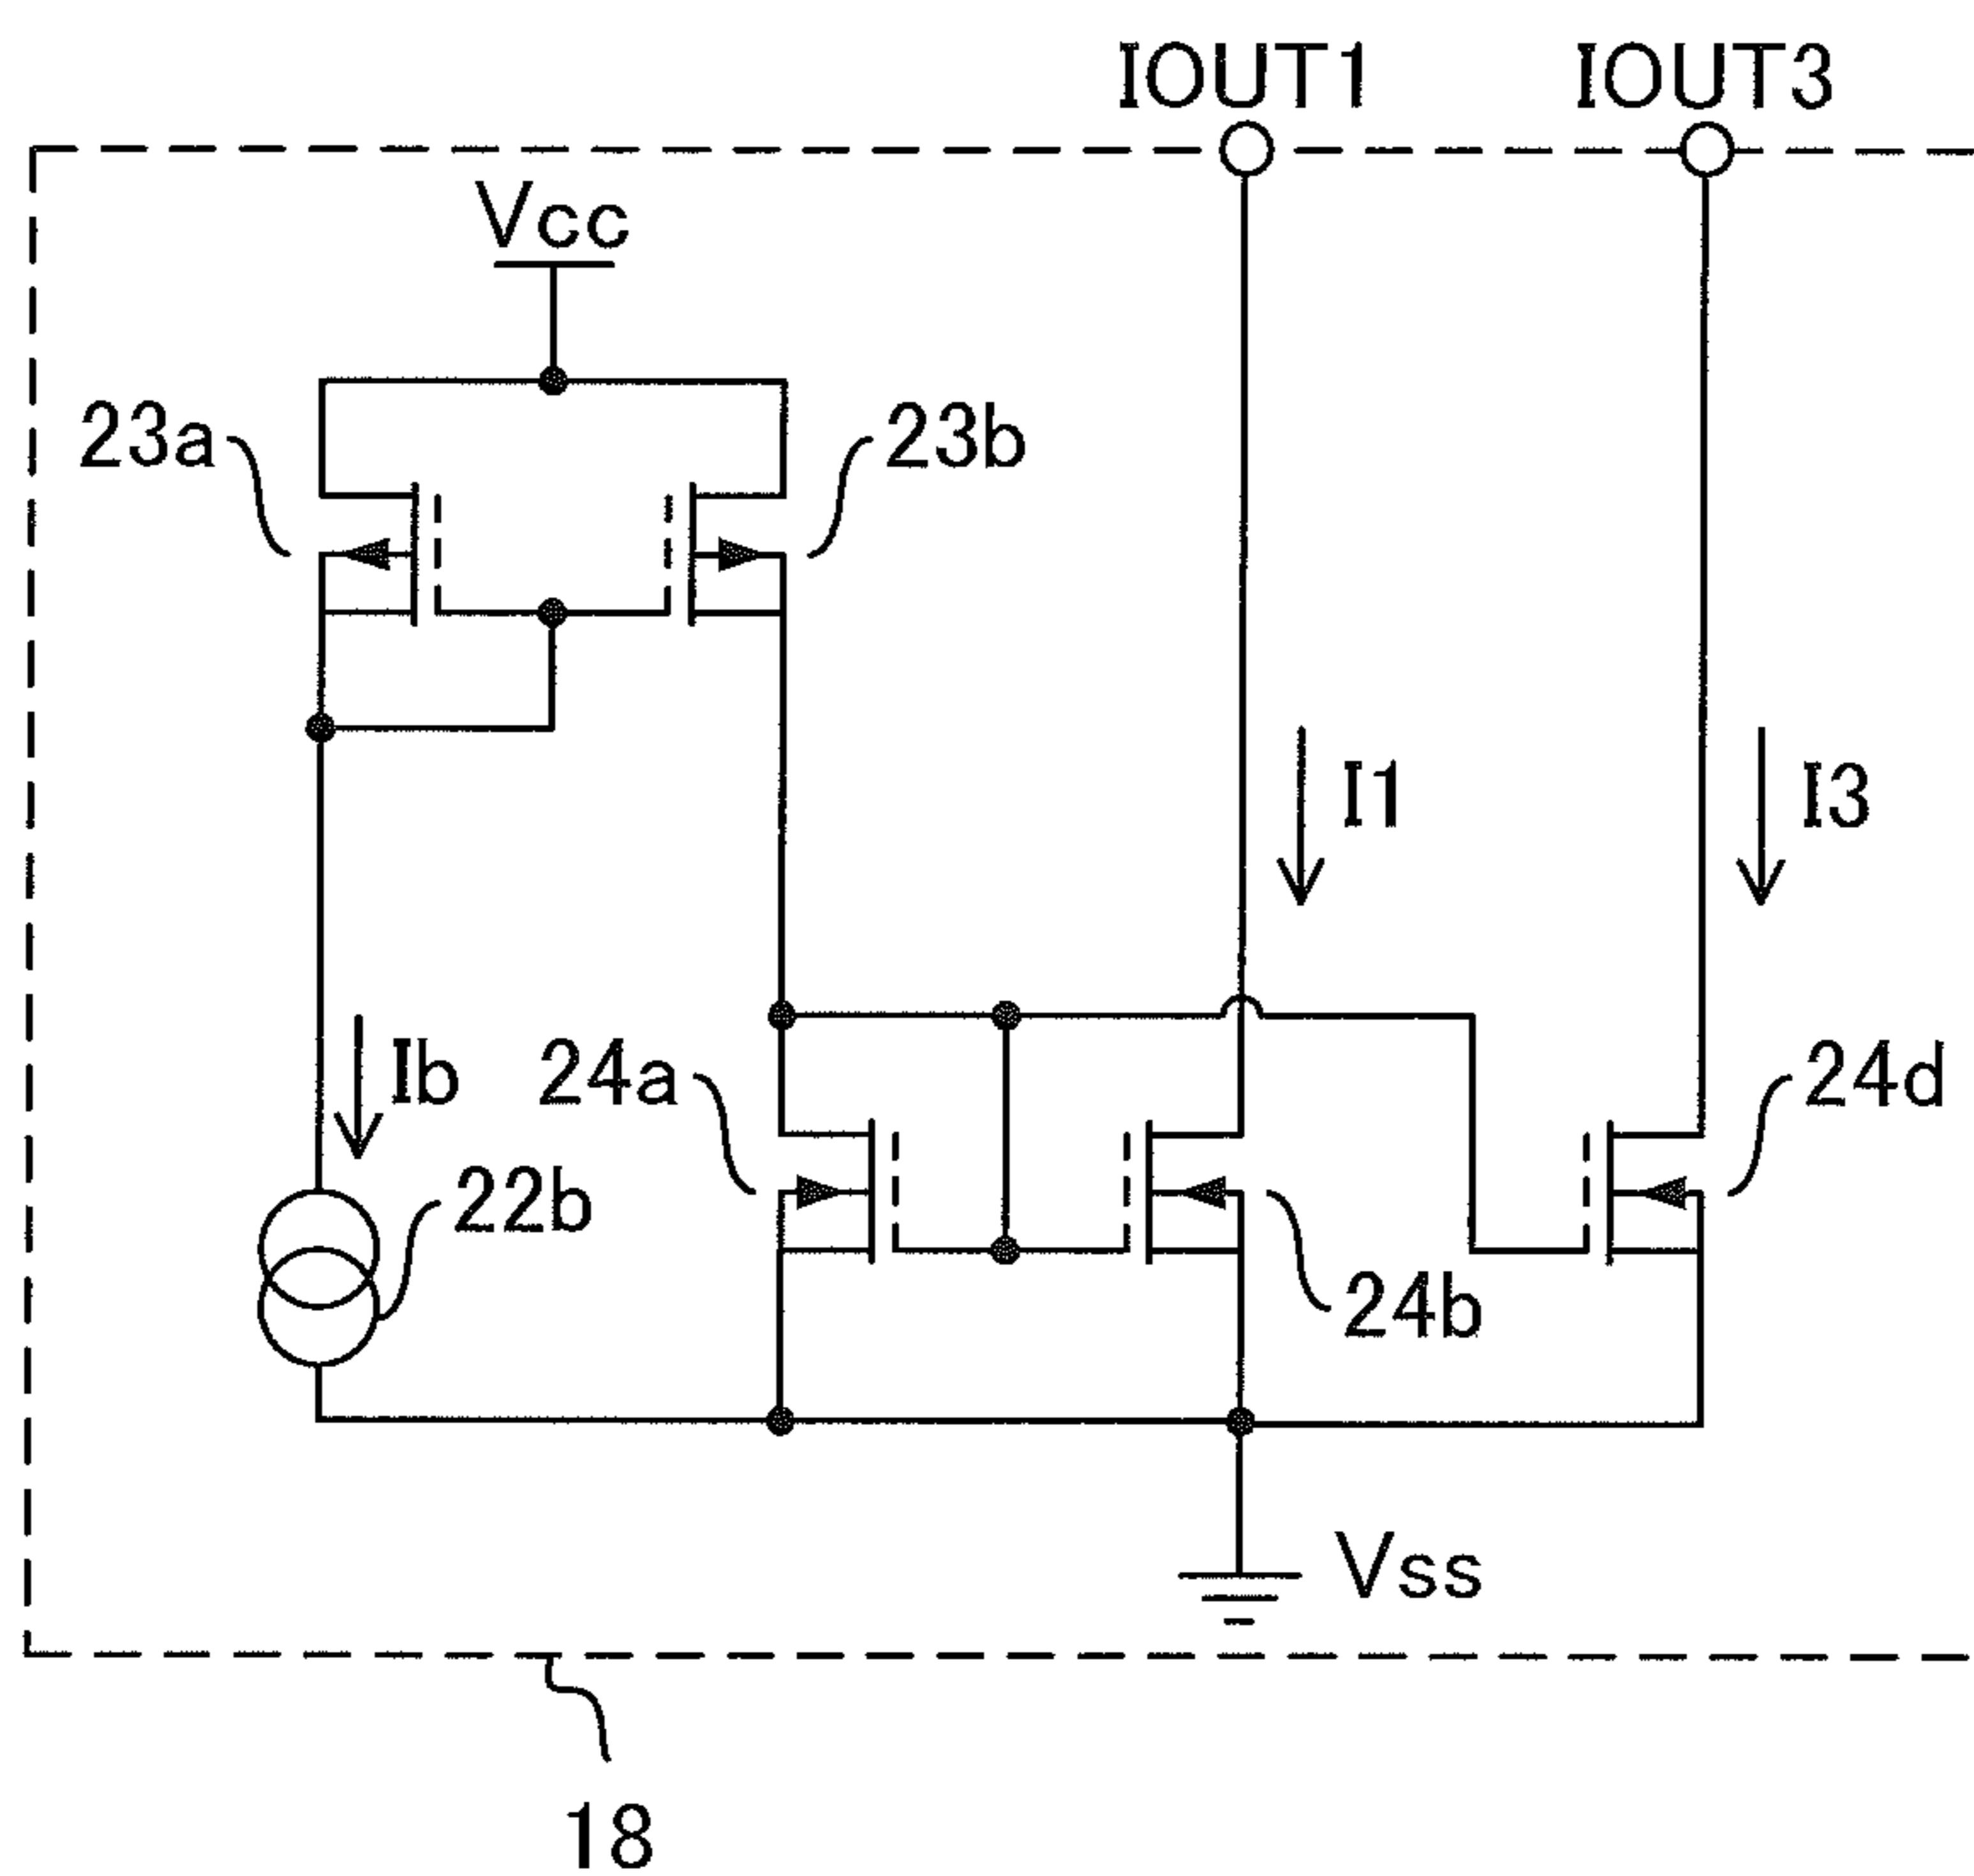 IOUT1 IOUT3
Vcc
23a 23b
I1 I3
Ib 24a 24d
22b
24b
Vss
18